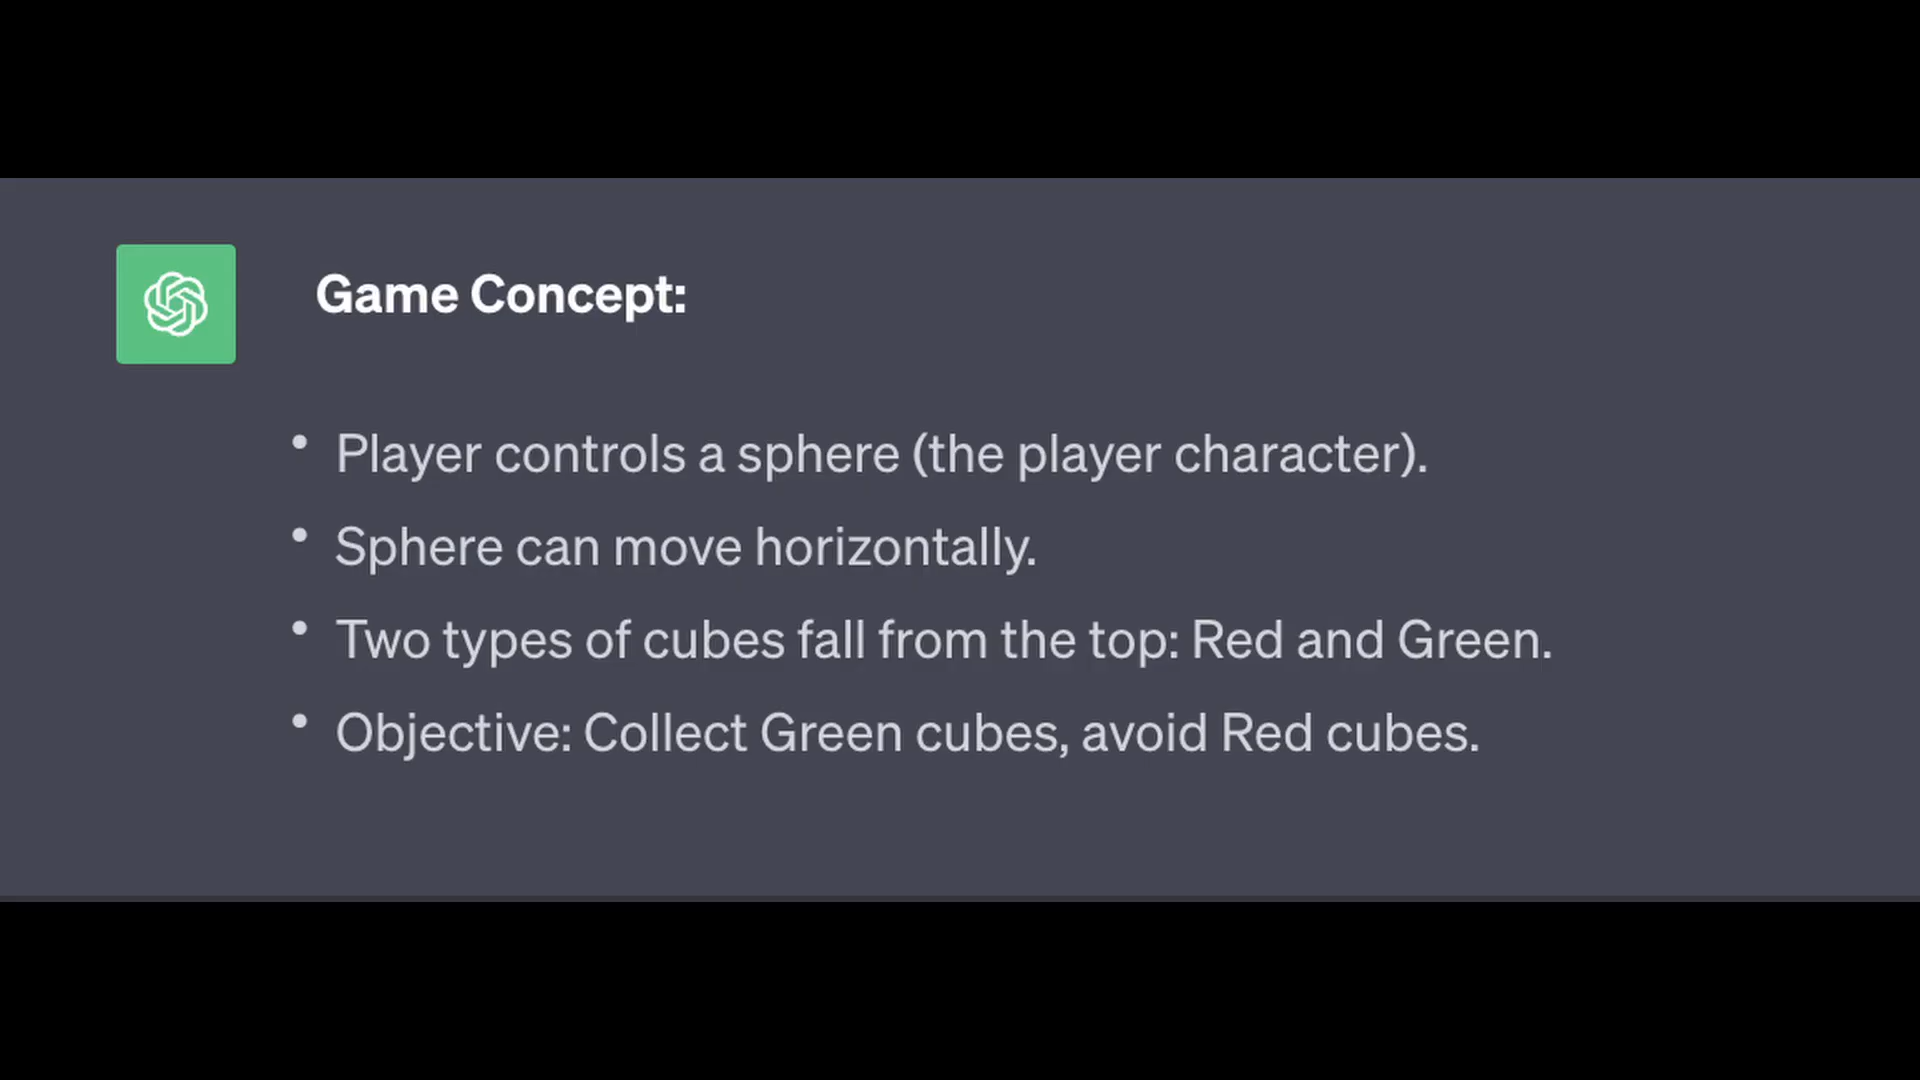 Game Concept:
• Player controls a sphere (the player character).
• Sphere can move horizontally.
• Two types of cubes fall from the top: Red and Green.
• Objective: Collect Green cubes, avoid Red cubes.